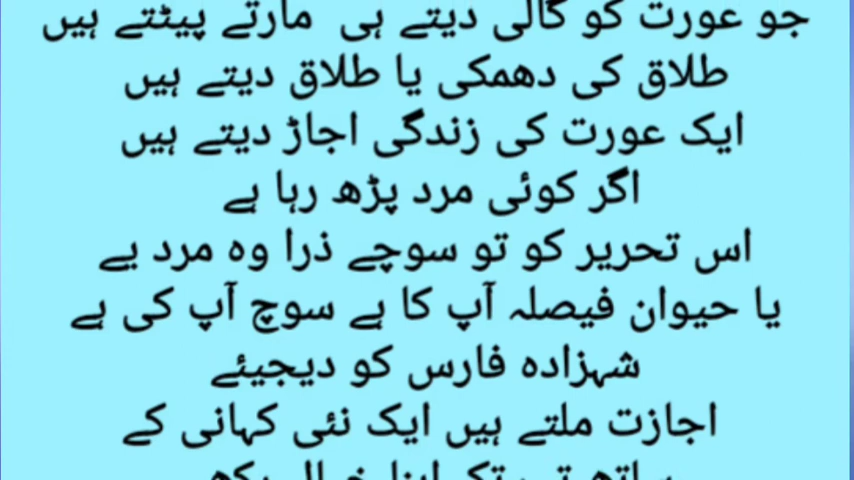 جو عورت کو گالی دیتے ہی مارتے پیٹتے ہیں
طلاق کی دھمکی یا طلاق دیتے ہیں
ایک عورت کی زندگی اجاڑ دیتے ہیں
اگر کوئی مرد پڑھ رہا ہے
اس تحریر کو تو سوچے ذرا وہ مرد ہے
یا حیوان فیصلہ آپ کا ہے سوچ آپ کی ہے
شہزادہ فارس کو دیجیئے
اجازت ملتے ہیں ایک نئی کہانی کے